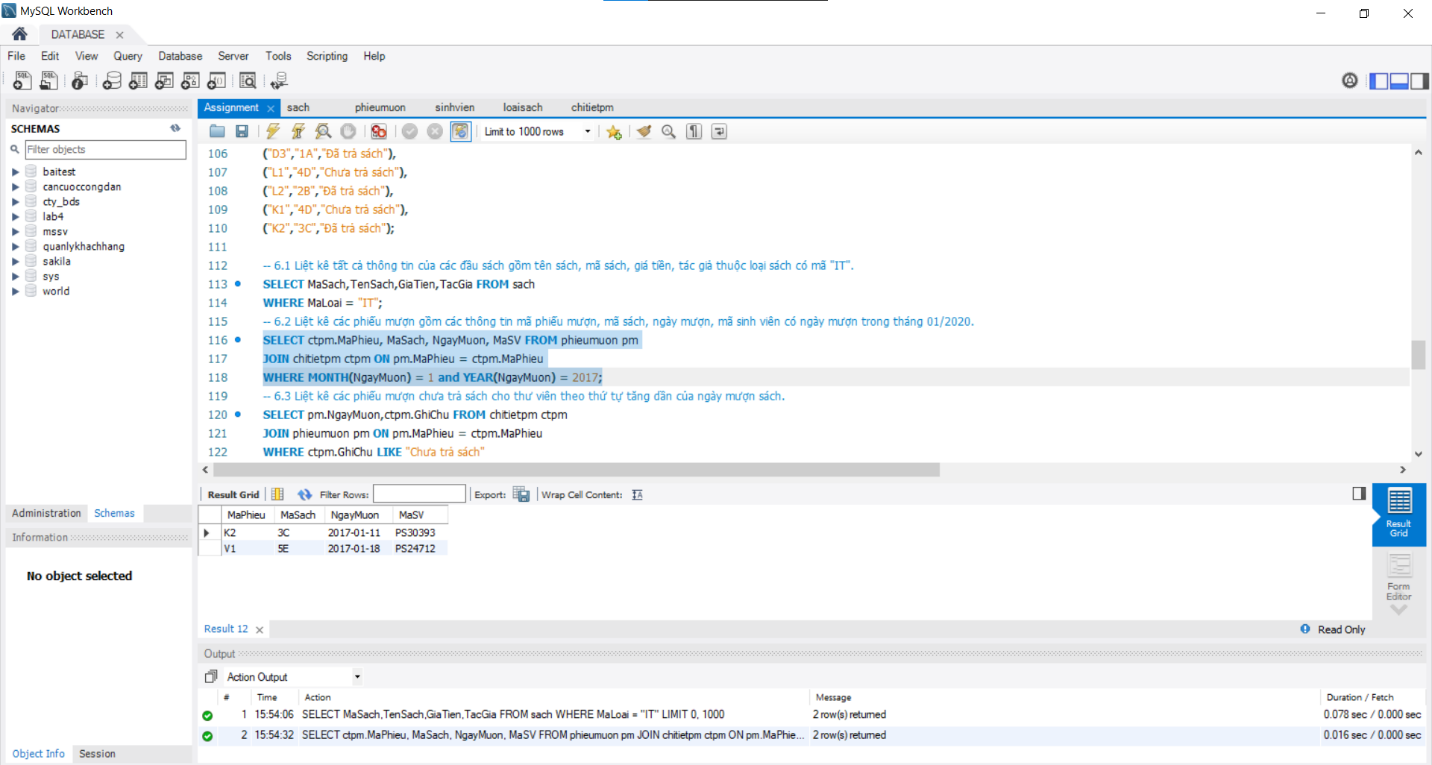 MySQL Workbench
DATABASE
File Edit View Query Database Server Tools Scripting Help
Navigator
SCHEMAS
Filter objects
baitest
cancuoccongdan
cty_bds
lab4
mssv
quanlykhachhang
sakila
sys
world
Administration Schemas
Information
No object selected
Object Info Session
Assignment sach phieumuon sinhvien loaisach chitietpm
Limit to 1000 rows
106 ("D3","1A","Đã trả sách"),
107 ("L1","4D","Chưa trả sách"),
108 ("L2","2B","Đã trả sách"),
109 ("K1","4D","Chưa trả sách"),
110 ("K2","3C","Đã trả sách");
111
112 -- 6.1 Liệt kê tất cả thông tin của các đầu sách gồm tên sách, mã sách, giá tiền, tác giả thuộc loại sách có mã "IT".
113 SELECT MaSach,TenSach,GiaTien,TacGia FROM sach
114 WHERE MaLoai = "IT";
115 -- 6.2 Liệt kê các phiếu mượn gồm các thông tin mã phiếu mượn, mã sách, ngày mượn, mã sinh viên có ngày mượn trong tháng 01/2020.
116 SELECT ctpm.MaPhieu, MaSach, NgayMuon, MaSV FROM phieumuon pm
117 JOIN chitietpm ctpm ON pm.MaPhieu = ctpm.MaPhieu
118 WHERE MONTH(NgayMuon) = 1 and YEAR(NgayMuon) = 2017;
119 -- 6.3 Liệt kê các phiếu mượn chưa trả sách cho thư viên theo thứ tự tăng dần của ngày mượn sách.
120 SELECT pm.NgayMuon,ctpm.GhiChu FROM chitietpm ctpm
121 JOIN phieumuon pm ON pm.MaPhieu = ctpm.MaPhieu
122 WHERE ctpm.GhiChu LIKE "Chưa trả sách"
Result Grid Filter Rows: Export: Wrap Cell Content:
MaPhieu MaSach NgayMuon MaSV
K2 3C 2017-01-11 PS30393
V1 5E 2017-01-18 PS24712
Result Grid
Form Editor
Result 12 Read Only
Output
Action Output
# Time Action Message Duration / Fetch
1 15:54:06 SELECT MaSach,TenSach,GiaTien,TacGia FROM sach WHERE MaLoai = "IT" LIMIT 0, 1000 2 row(s) returned 0.078 sec / 0.000 sec
2 15:54:32 SELECT ctpm.MaPhieu, MaSach, NgayMuon, MaSV FROM phieumuon pm JOIN chitietpm ctpm ON pm.MaPhie... 2 row(s) returned 0.016 sec / 0.000 sec